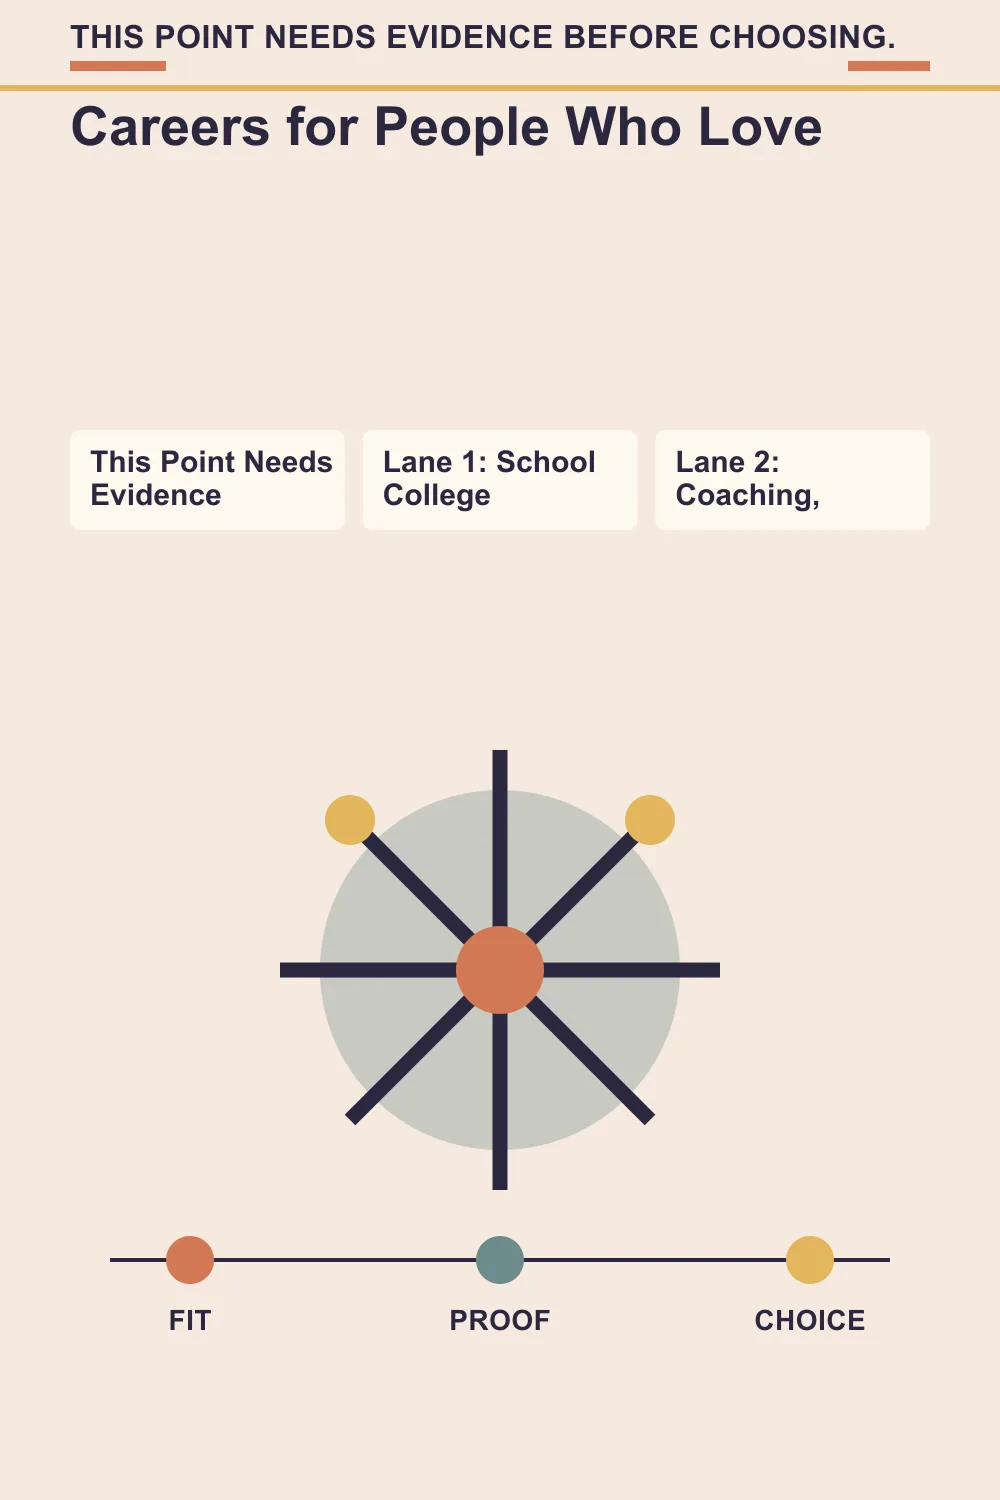 THIS POINT NEEDS EVIDENCE BEFORE CHOOSING.
Careers for People Who Love
This Point Needs
Evidence
Lane 1: School
College
Lane 2:
Coaching,
FIT
PROOF
CHOICE